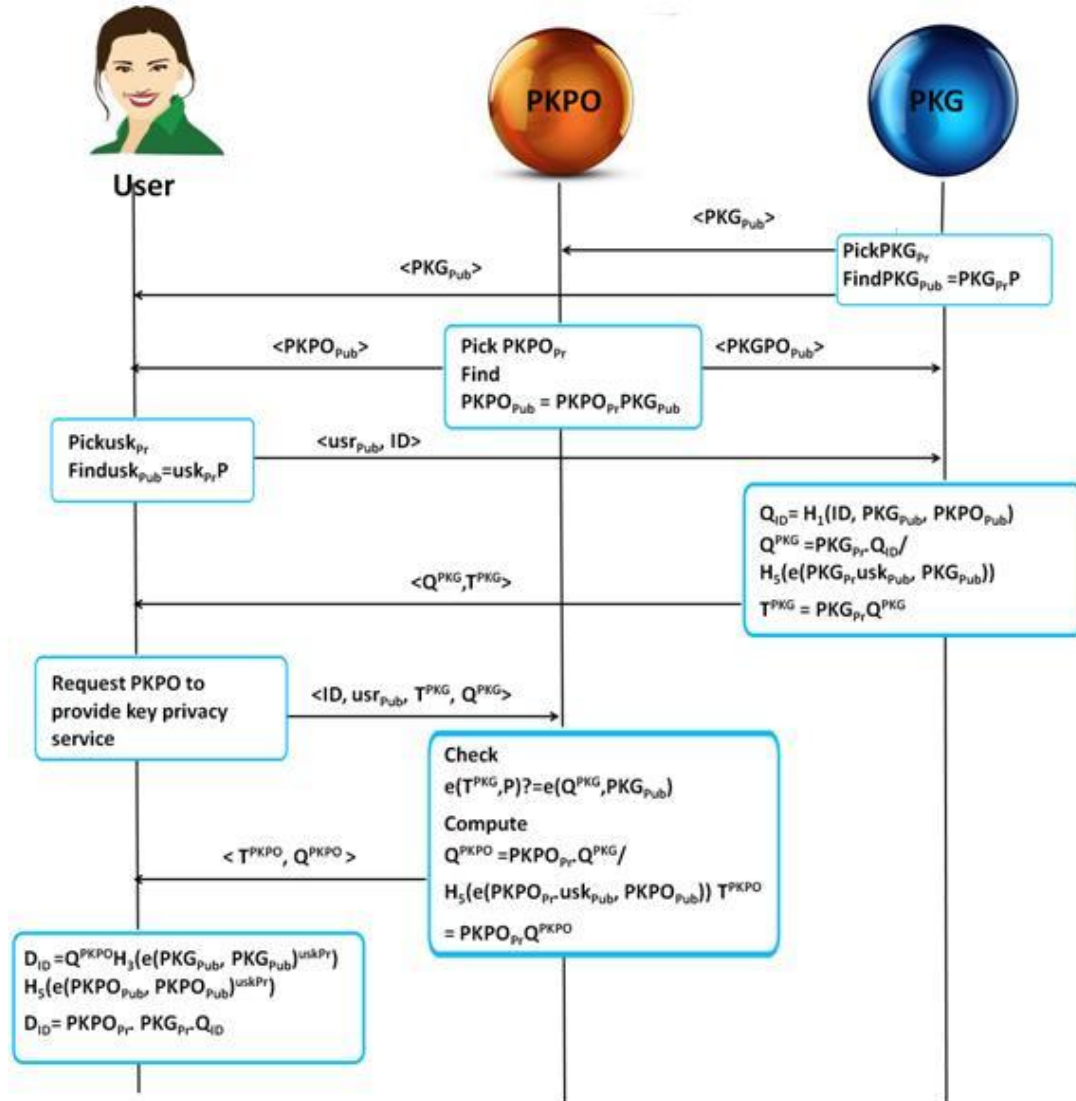 PKPO
PKG
User
<PKG_Pub>
PickPKG_Pr
FindPKG_Pub =PKG_PrP
<PKG_Pub>
<PKPO_Pub>
Pick PKPO_Pr
Find
PKPO_Pub = PKPO_PrPKG_Pub
<PKGPO_Pub>
Pickusk_Pr
Findusk_Pub=usk_PrP
<usr_Pub, ID>
Q_ID= H_1(ID, PKG_Pub, PKPO_Pub)
Q^PKG =PKG_Pr.Q_ID/
H_5(e(PKG_Prusk_Pub, PKG_Pub))
T^PKG = PKG_PrQ^PKG
<Q^PKG,T^PKG>
Request PKPO to
provide key privacy
service
<ID, usr_Pub, T^PKG, Q^PKG>
Check
e(T^PKG,P)?=e(Q^PKG,PKG_Pub)
Compute
Q^PKPO =PKPO_Pr.Q^PKG/
H_5(e(PKPO_Pr.usk_Pub, PKPO_Pub)) T^PKPO
= PKPO_PrQ^PKPO
< T^PKPO, Q^PKPO >
D_ID =Q^PKPOH_3(e(PKG_Pub, PKG_Pub)^uskPr)
H_5(e(PKPO_Pub, PKPO_Pub)^uskPr)
D_ID= PKPO_Pr. PKG_Pr.Q_ID